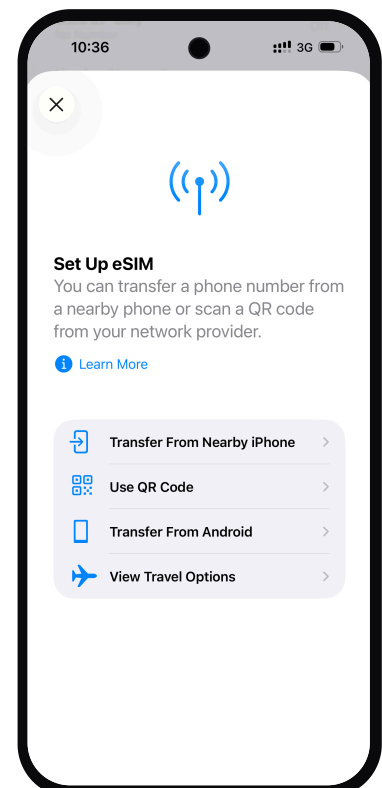 10:36
3G
Set Up eSIM
You can transfer a phone number from
a nearby phone or scan a QR code
from your network provider.
Learn More
Transfer From Nearby iPhone
Use QR Code
Transfer From Android
View Travel Options